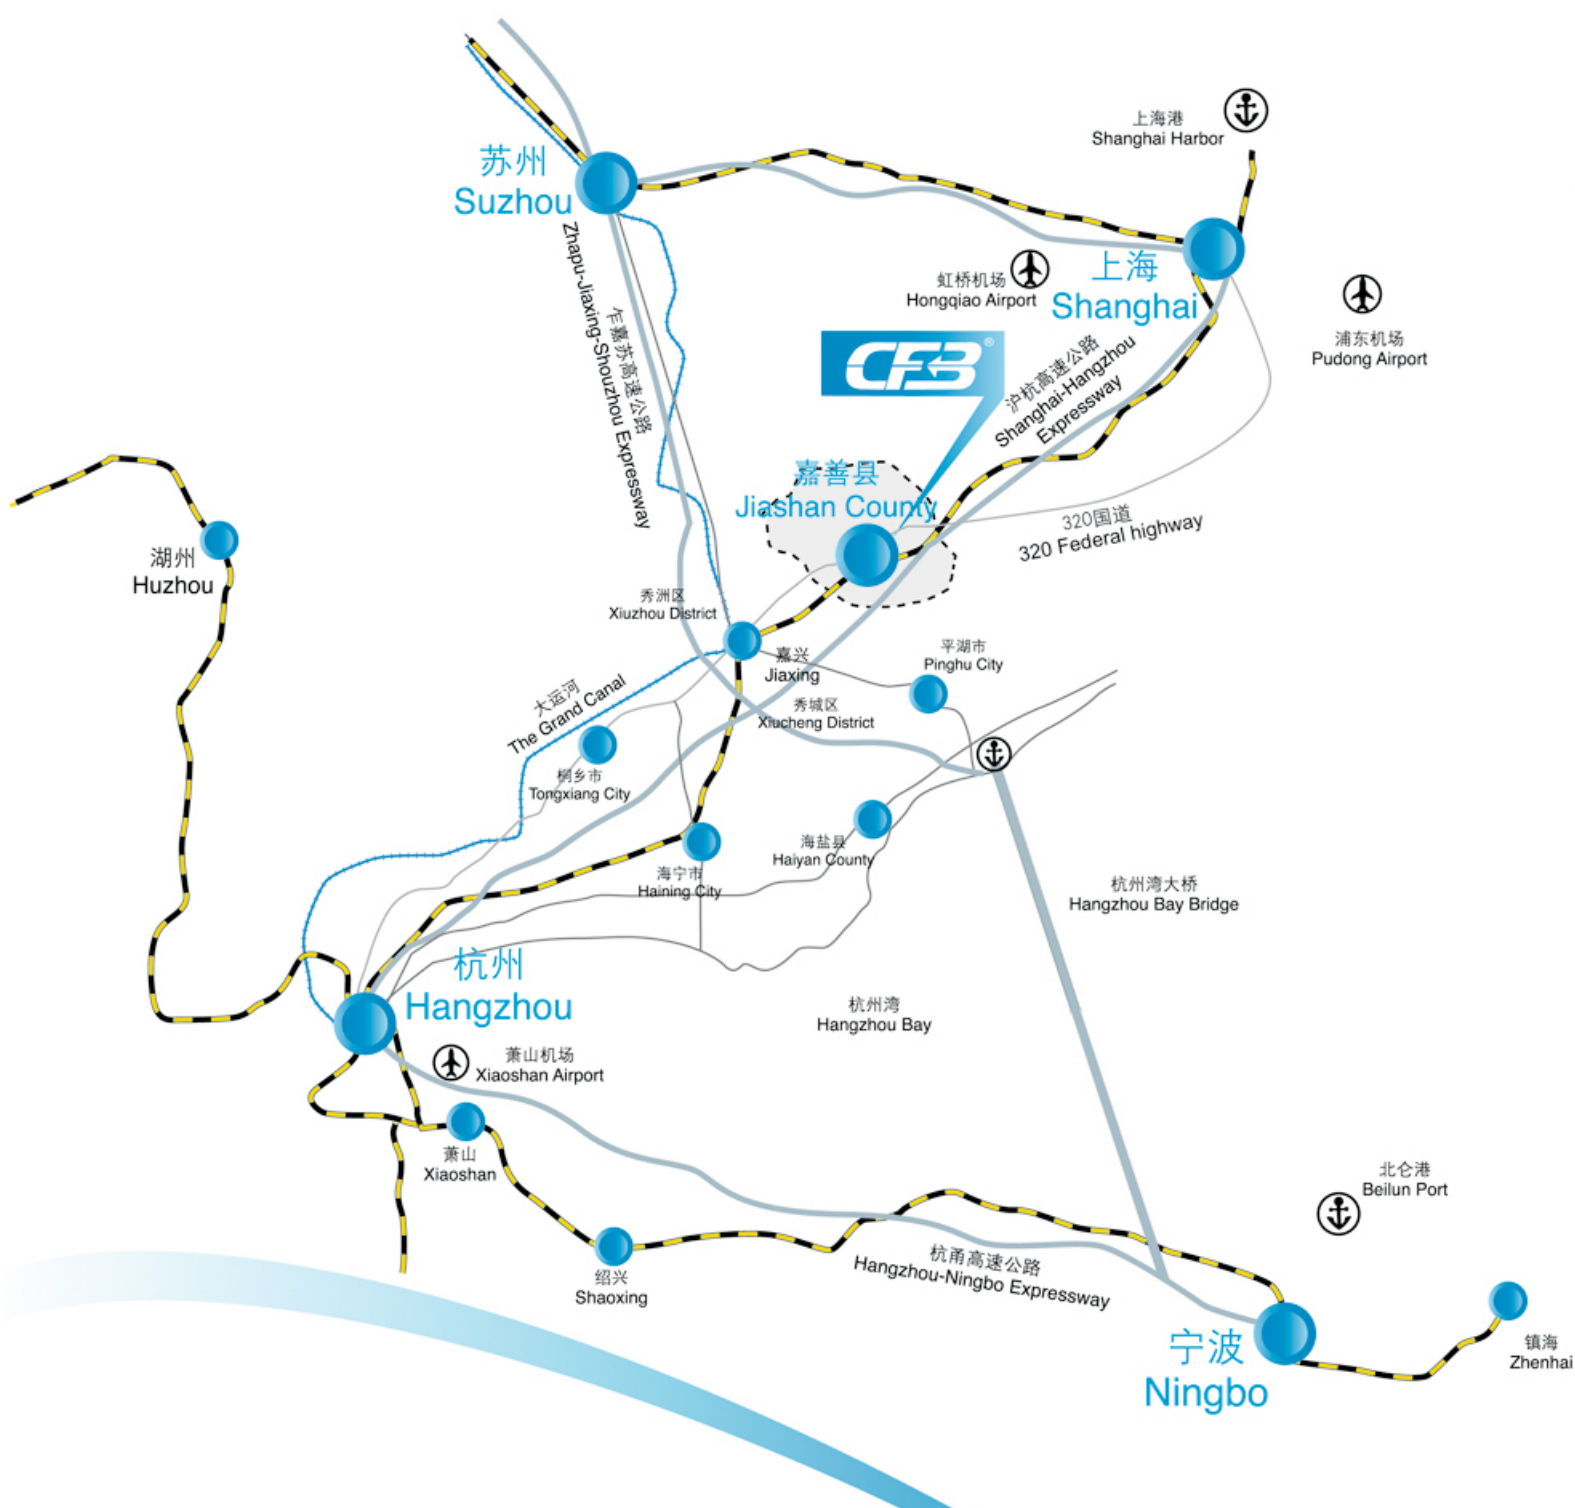 上海港
Shanghai Harbor
苏州
Suzhou
上海
Shanghai
虹桥机场
Hongqiao Airport
浦东机场
Pudong Airport
乍嘉苏高速公路
Zhapu-Jiaxing-Shouzhou Expressway
CFB®
沪杭高速公路
Shanghai-Hangzhou
Expressway
嘉善县
Jiashan County
320国道
320 Federal highway
湖州
Huzhou
秀洲区
Xiuzhou District
嘉兴
Jiaxing
平湖市
Pinghu City
大运河
The Grand Canal
秀城区
Xiucheng District
桐乡市
Tongxiang City
海盐县
Haiyan County
海宁市
Haining City
杭州湾大桥
Hangzhou Bay Bridge
杭州
Hangzhou
杭州湾
Hangzhou Bay
萧山机场
Xiaoshan Airport
萧山
Xiaoshan
北仑港
Beilun Port
绍兴
Shaoxing
杭甬高速公路
Hangzhou-Ningbo Expressway
宁波
Ningbo
镇海
Zhenhai